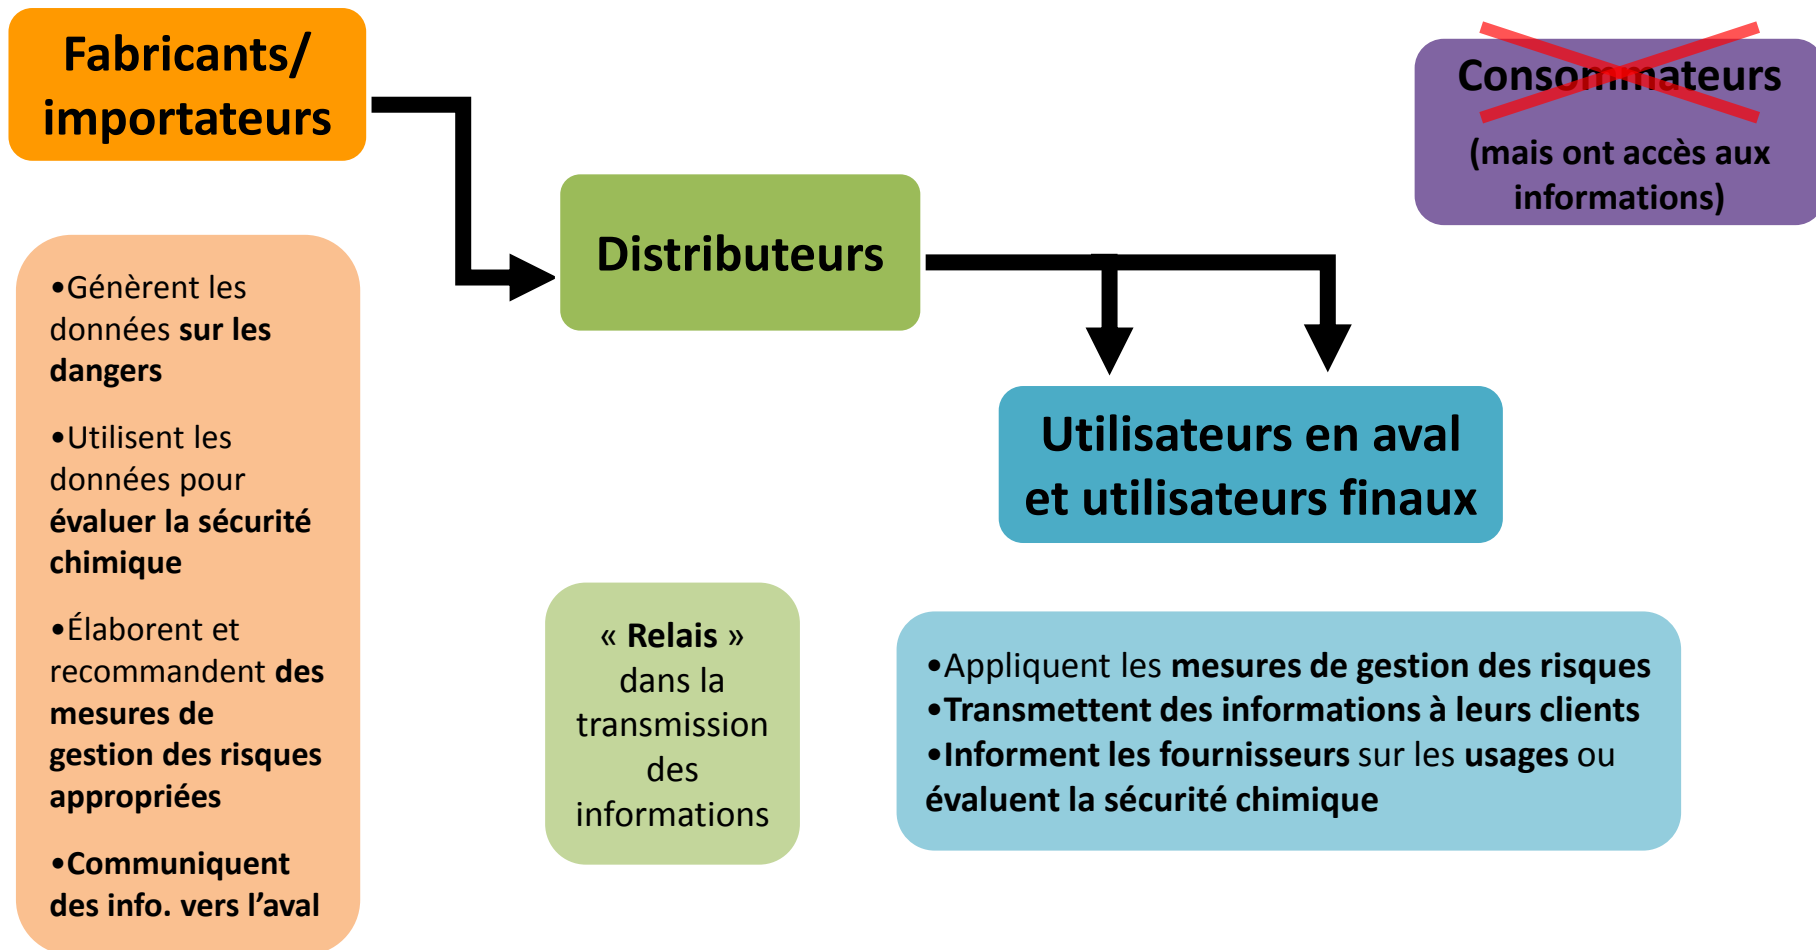 Fabricants/
importateurs
Consommateurs
(mais ont accès aux
informations)
Distributeurs
•Génèrent les
données sur les
dangers
•Utilisent les
données pour
évaluer la sécurité
chimique
•Élaborent et
recommandent des
mesures de
gestion des risques
appropriées
•Communiquent
des info. vers l’aval
Utilisateurs en aval
et utilisateurs finaux
« Relais »
dans la
transmission
des
informations
•Appliquent les mesures de gestion des risques
•Transmettent des informations à leurs clients
•Informent les fournisseurs sur les usages ou
évaluent la sécurité chimique